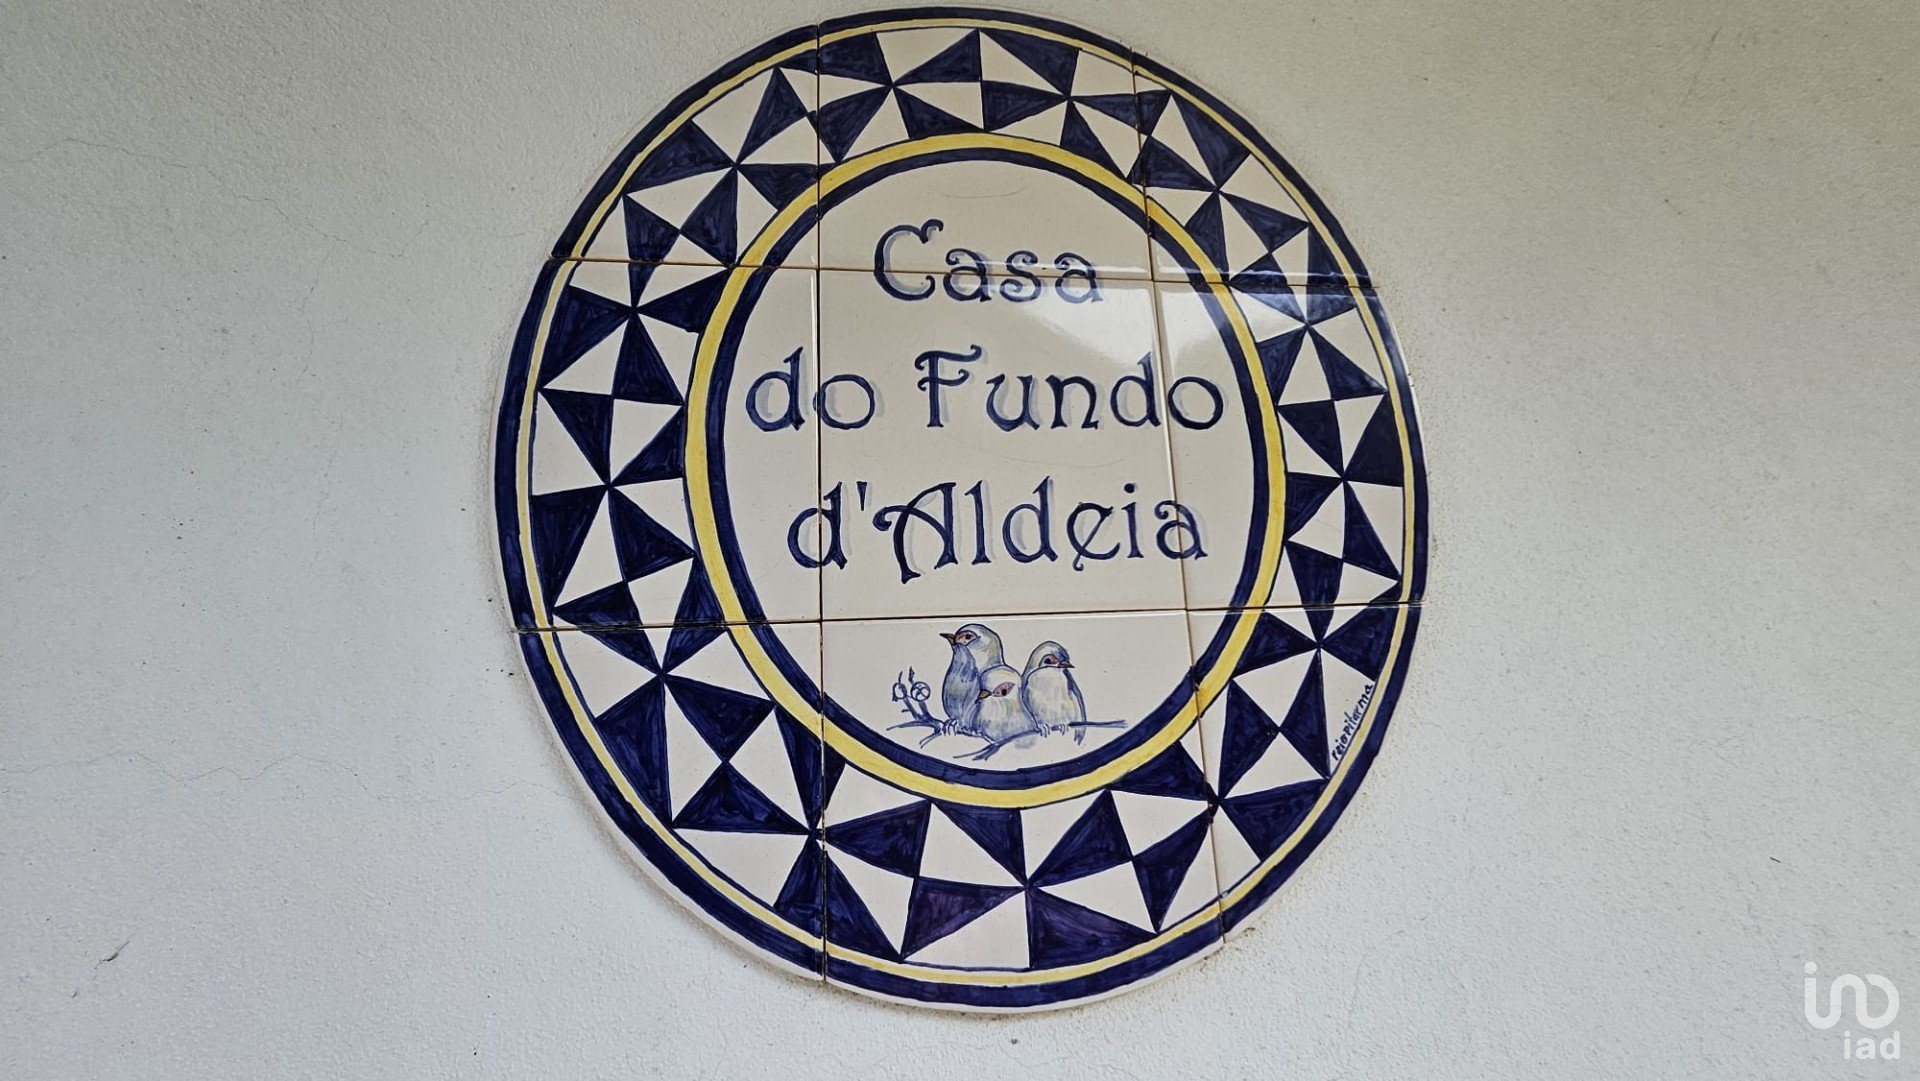 Casa
do Fundo
d'Aldeia
iad